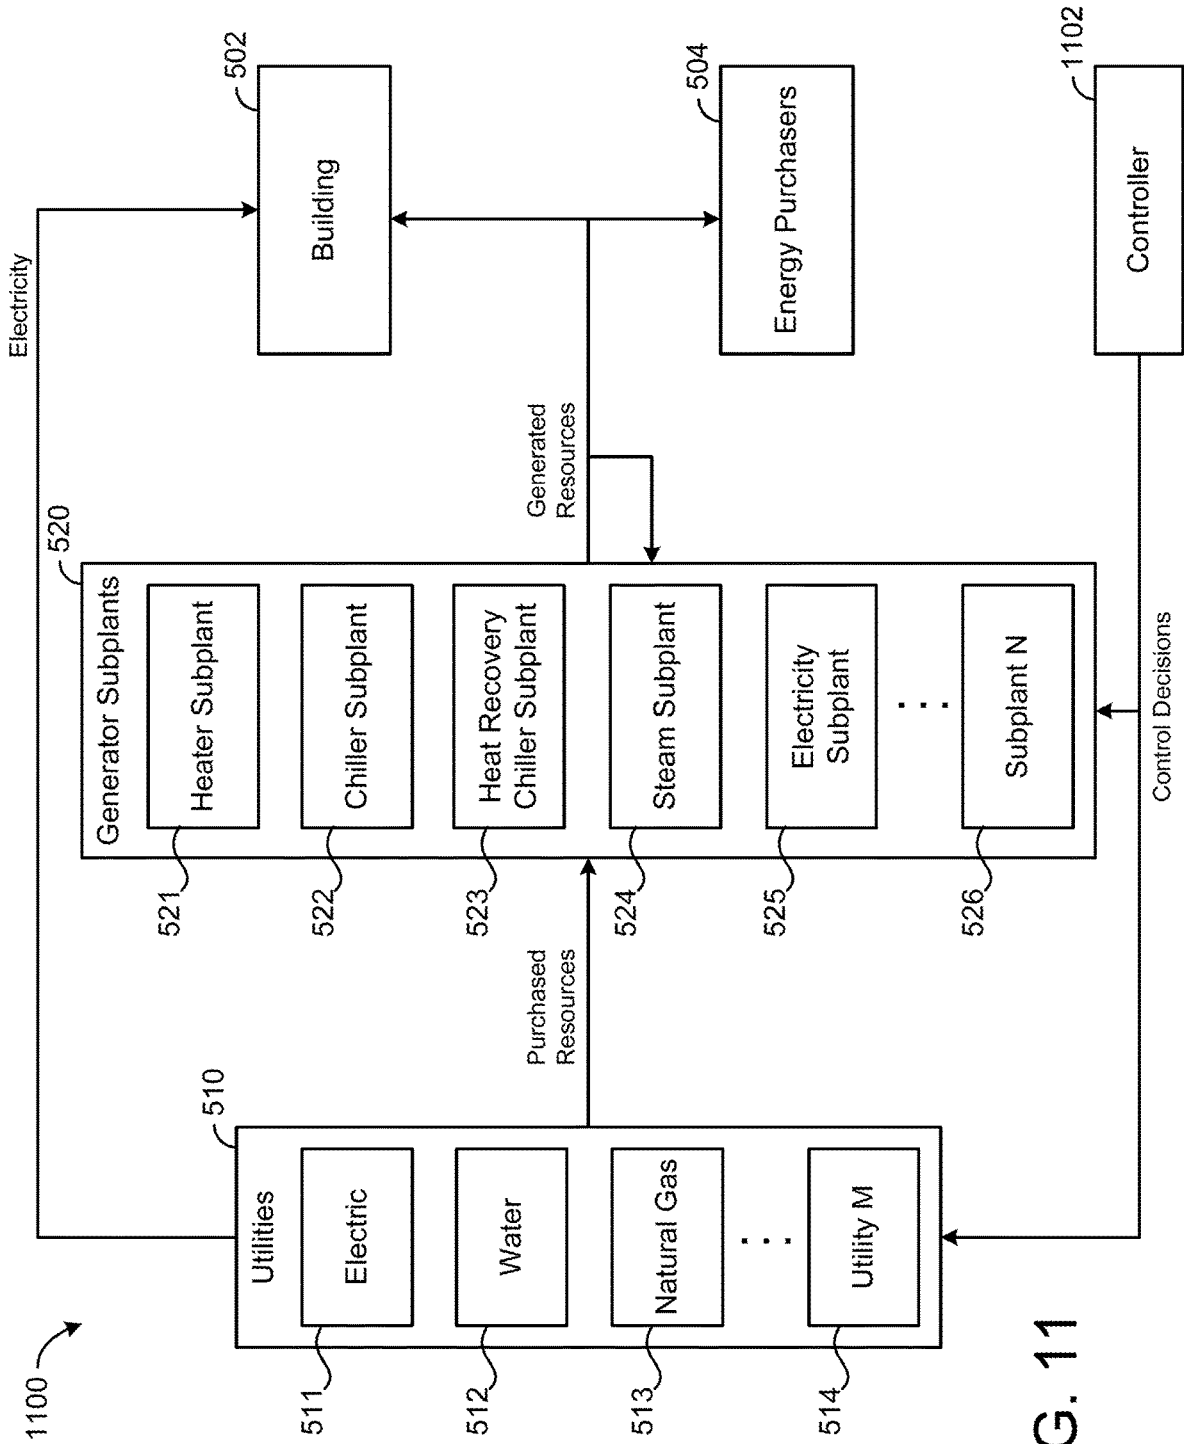 1100
Electricity
510
Utilities
511
Electric
512
Water
513
Natural Gas
514
Utility M
Purchased
Resources
520
Generator Subplants
521
Heater Subplant
522
Chiller Subplant
523
Heat Recovery
Chiller Subplant
524
Steam Subplant
525
Electricity
Subplant
526
Subplant N
Generated
Resources
502
Building
504
Energy Purchasers
1102
Controller
Control Decisions
G. 11